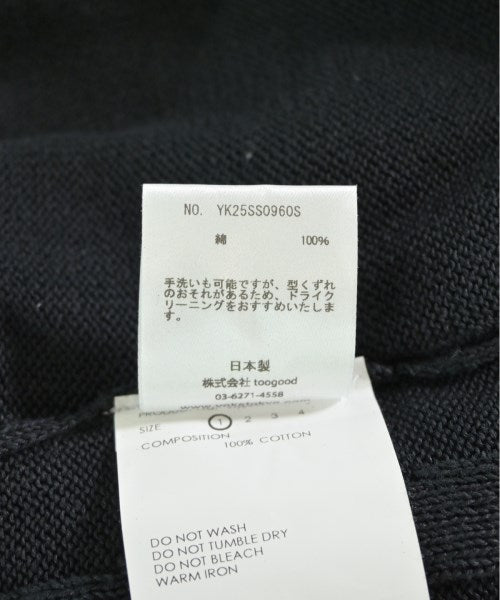 NO. YK25SS0960S
綿 100%
手洗いも可能ですが、型くずれ
のおそれがあるため、ドライク
リーニングをおすすめいたしま
す。
日本製
株式会社 toogood
03-6271-4558
SIZE 1 2 3 4
COMPOSITION 100% COTTON
DO NOT WASH
DO NOT TUMBLE DRY
DO NOT BLEACH
WARM IRON